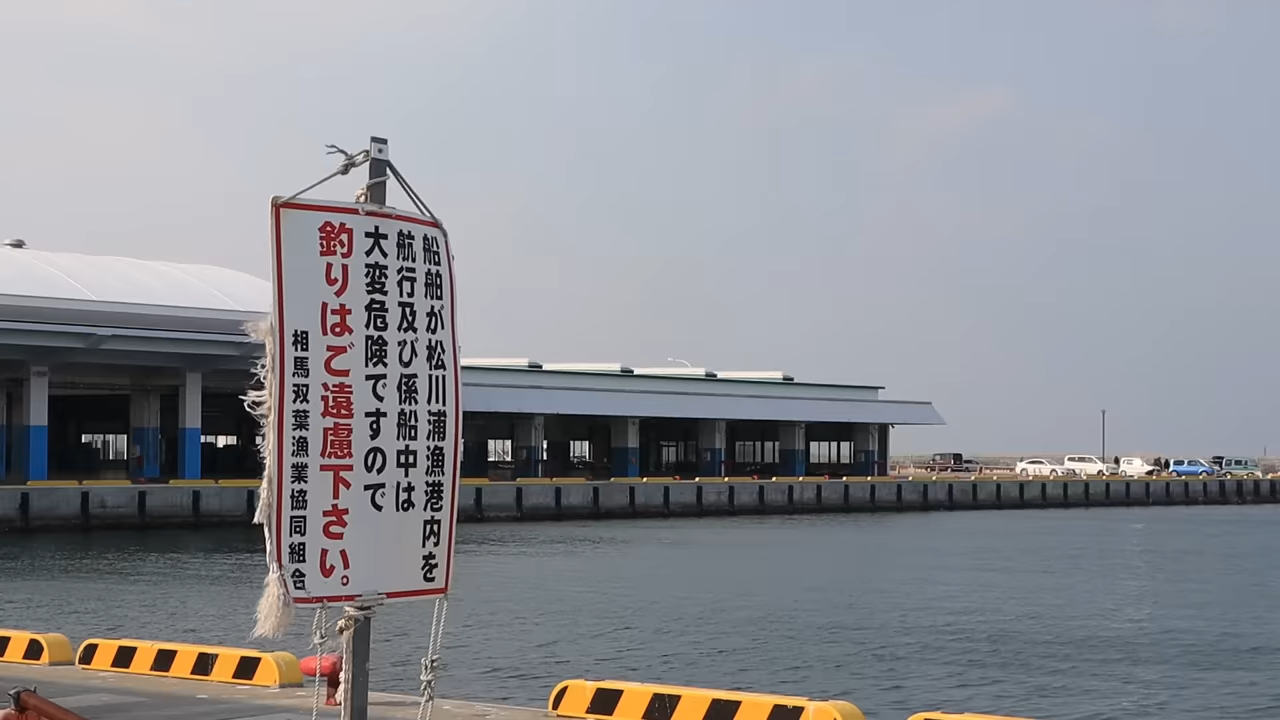 船舶が松川浦漁港内を
航行及び係船中は
大変危険ですので
釣りはご遠慮下さい。
相馬双葉漁業協同組合